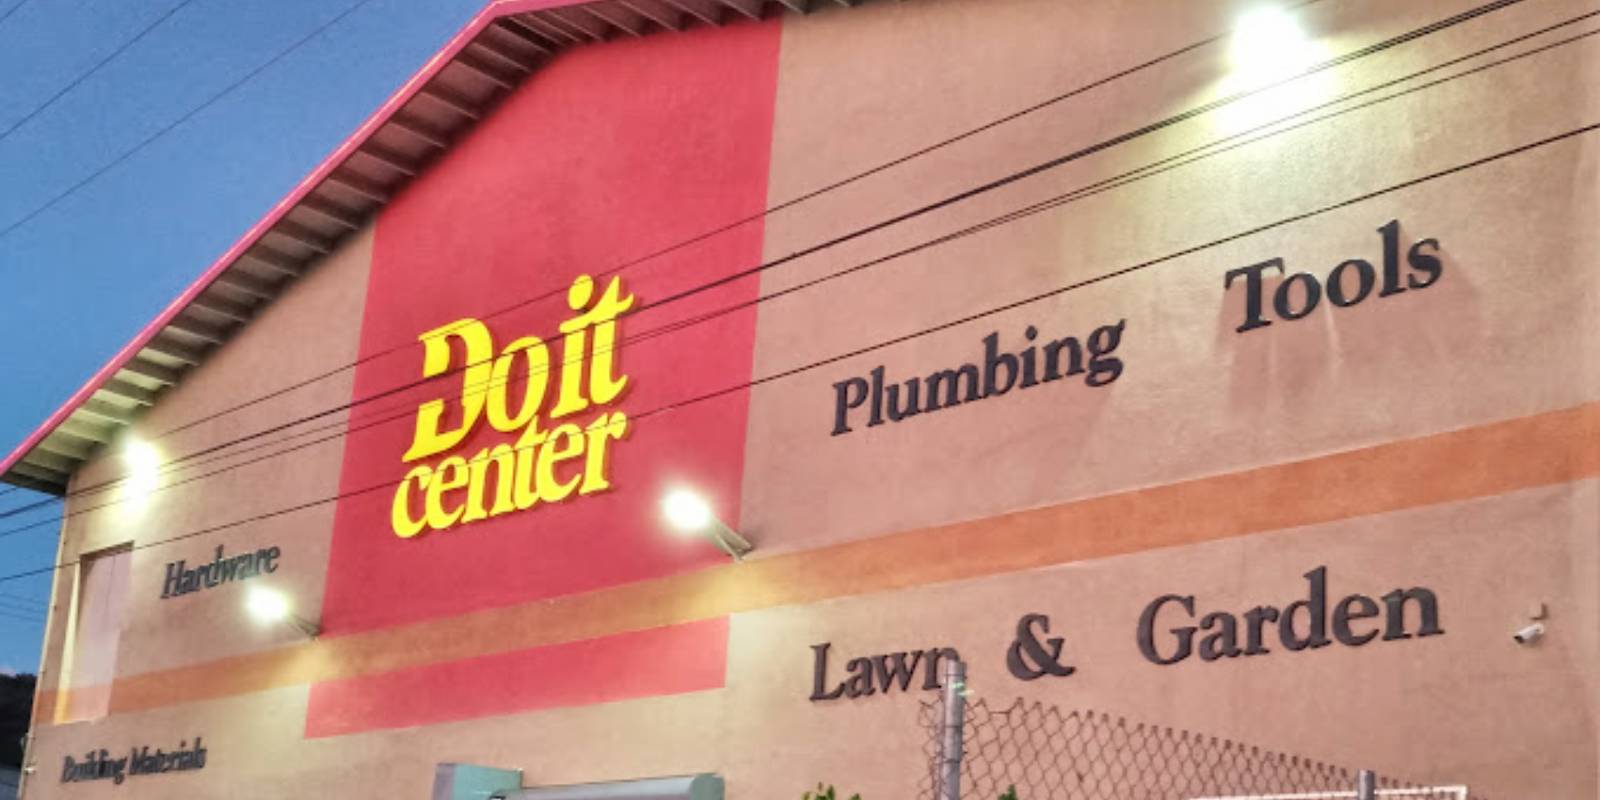 Do it
center
Hardware
Plumbing Tools
Building Materials
Lawn & Garden